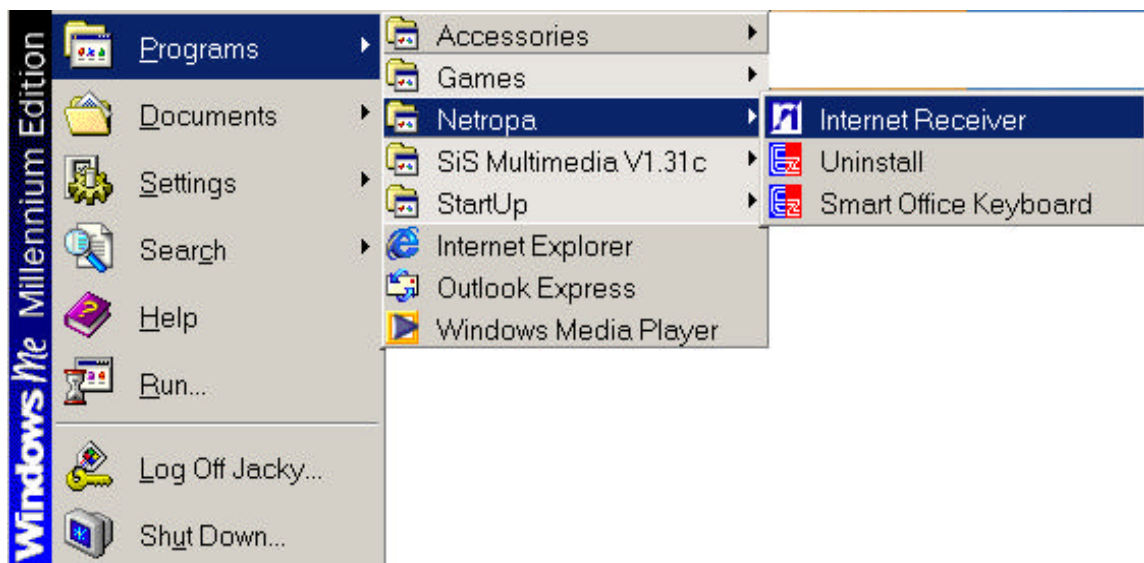 Windows Me Millennium Edition
Programs
Documents
Settings
Search
Help
Run...
Log Off Jacky...
Shut Down...
Accessories
Games
Netropa
SiS Multimedia V1.31c
StartUp
Internet Explorer
Outlook Express
Windows Media Player
Internet Receiver
Uninstall
Smart Office Keyboard